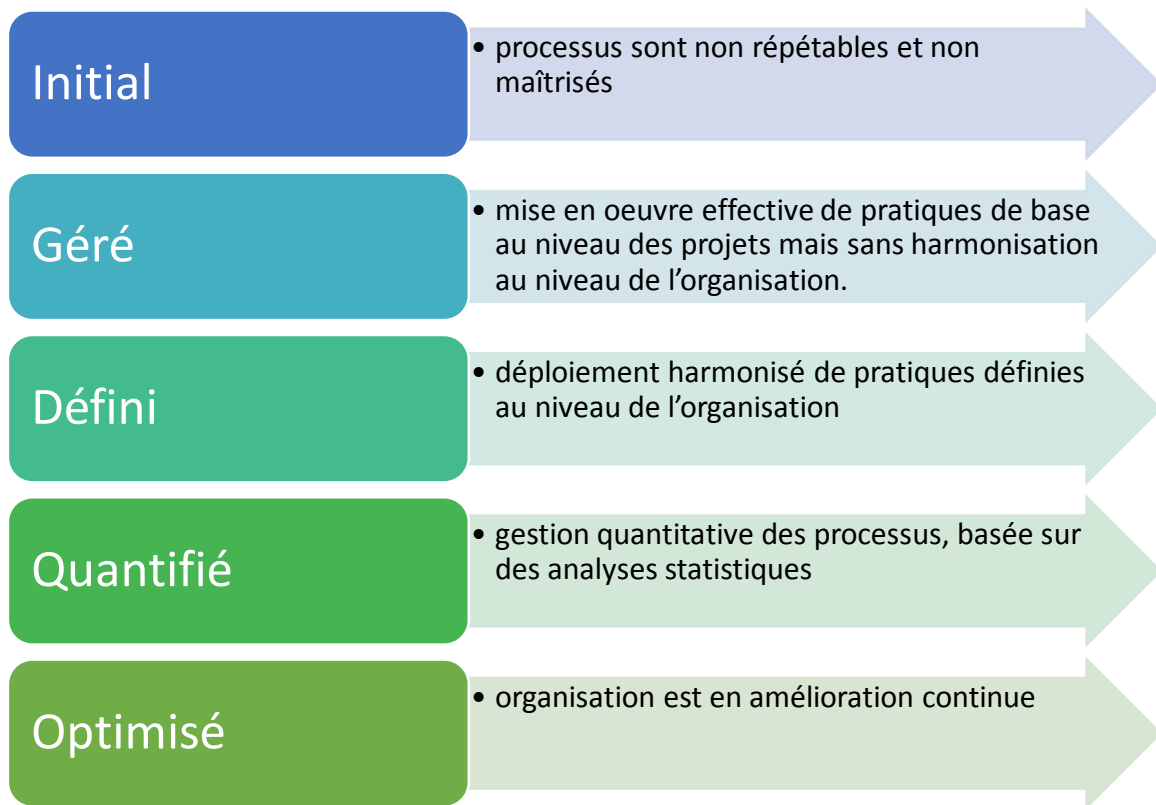 Initial
• processus sont non répétables et non
maîtrisés
Géré
• mise en oeuvre effective de pratiques de base
au niveau des projets mais sans harmonisation
au niveau de l’organisation.
Défini
• déploiement harmonisé de pratiques définies
au niveau de l’organisation
Quantifié
• gestion quantitative des processus, basée sur
des analyses statistiques
Optimisé
• organisation est en amélioration continue